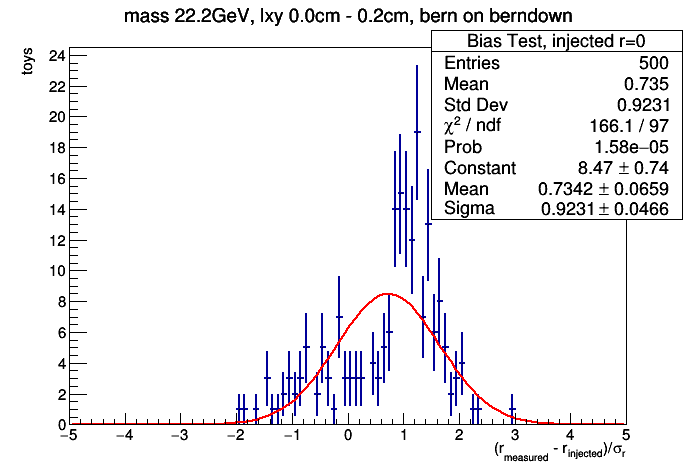 mass 22.2GeV, lxy 0.0cm - 0.2cm, bern on berndown
Bias Test, injected r=0
Entries 500
Mean 0.735
Std Dev 0.9231
χ² / ndf 166.1 / 97
Prob 1.58e−05
Constant 8.47 ± 0.74
Mean 0.7342 ± 0.0659
Sigma 0.9231 ± 0.0466
toys
24
22
20
18
16
14
12
10
8
6
4
2
0
−5 −4 −3 −2 −1 0 1 2 3 4 5
(r_measured - r_injected)/σ_r